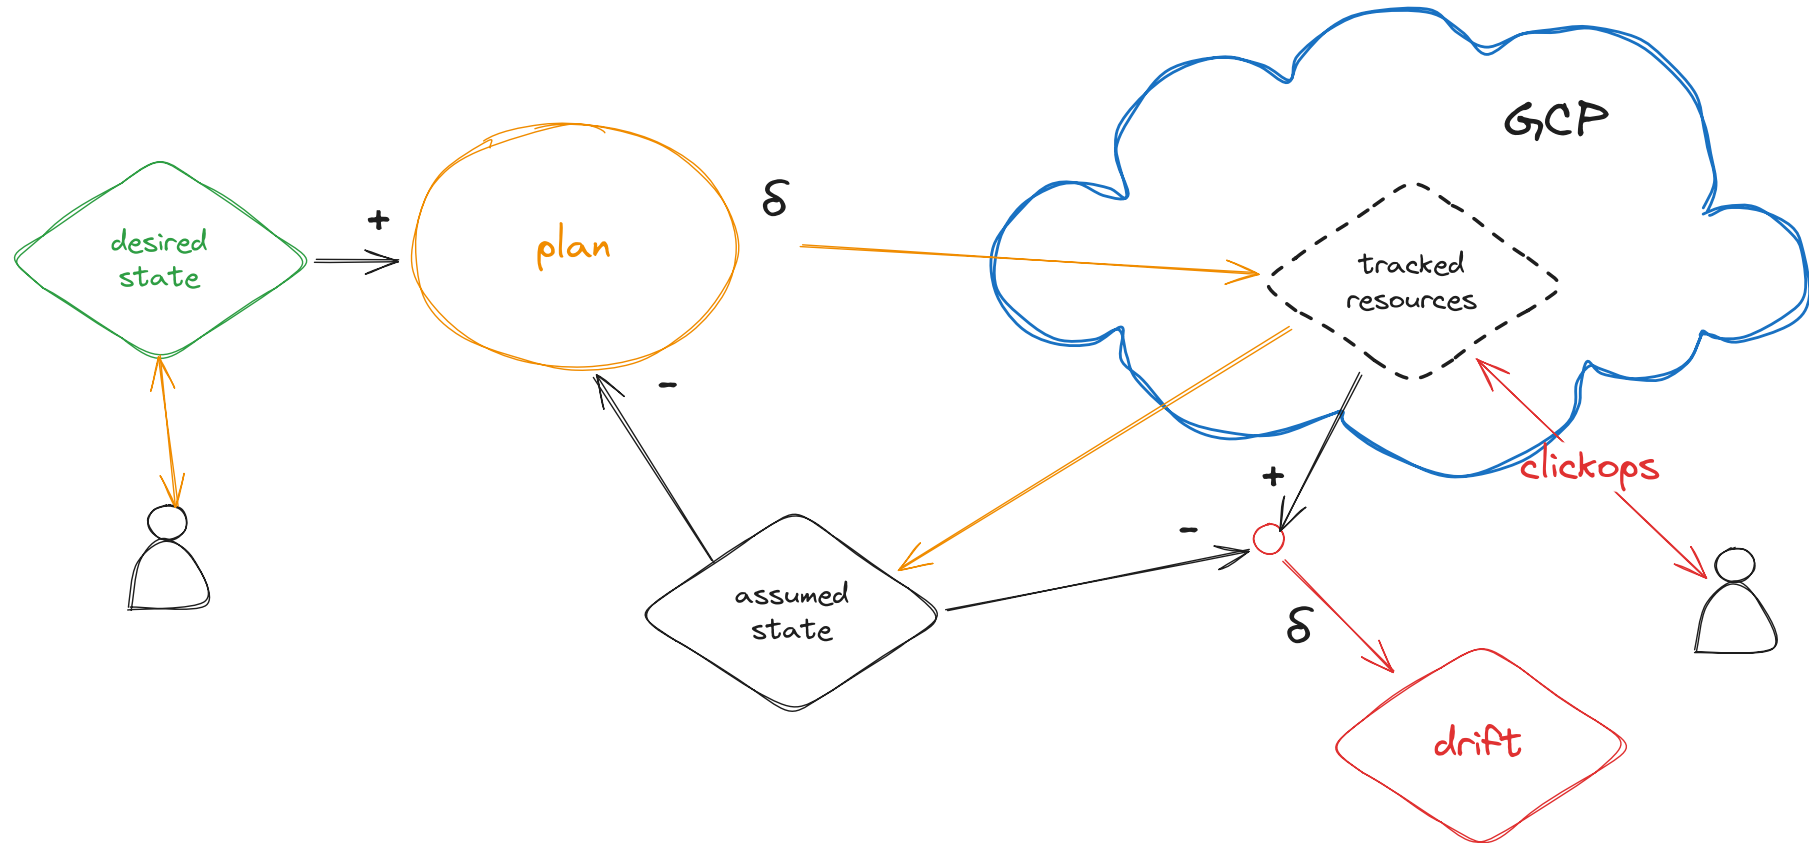 GCP
+
δ
desired
state
plan
tracked
resources
-
+
clickops
-
assumed
state
δ
drift